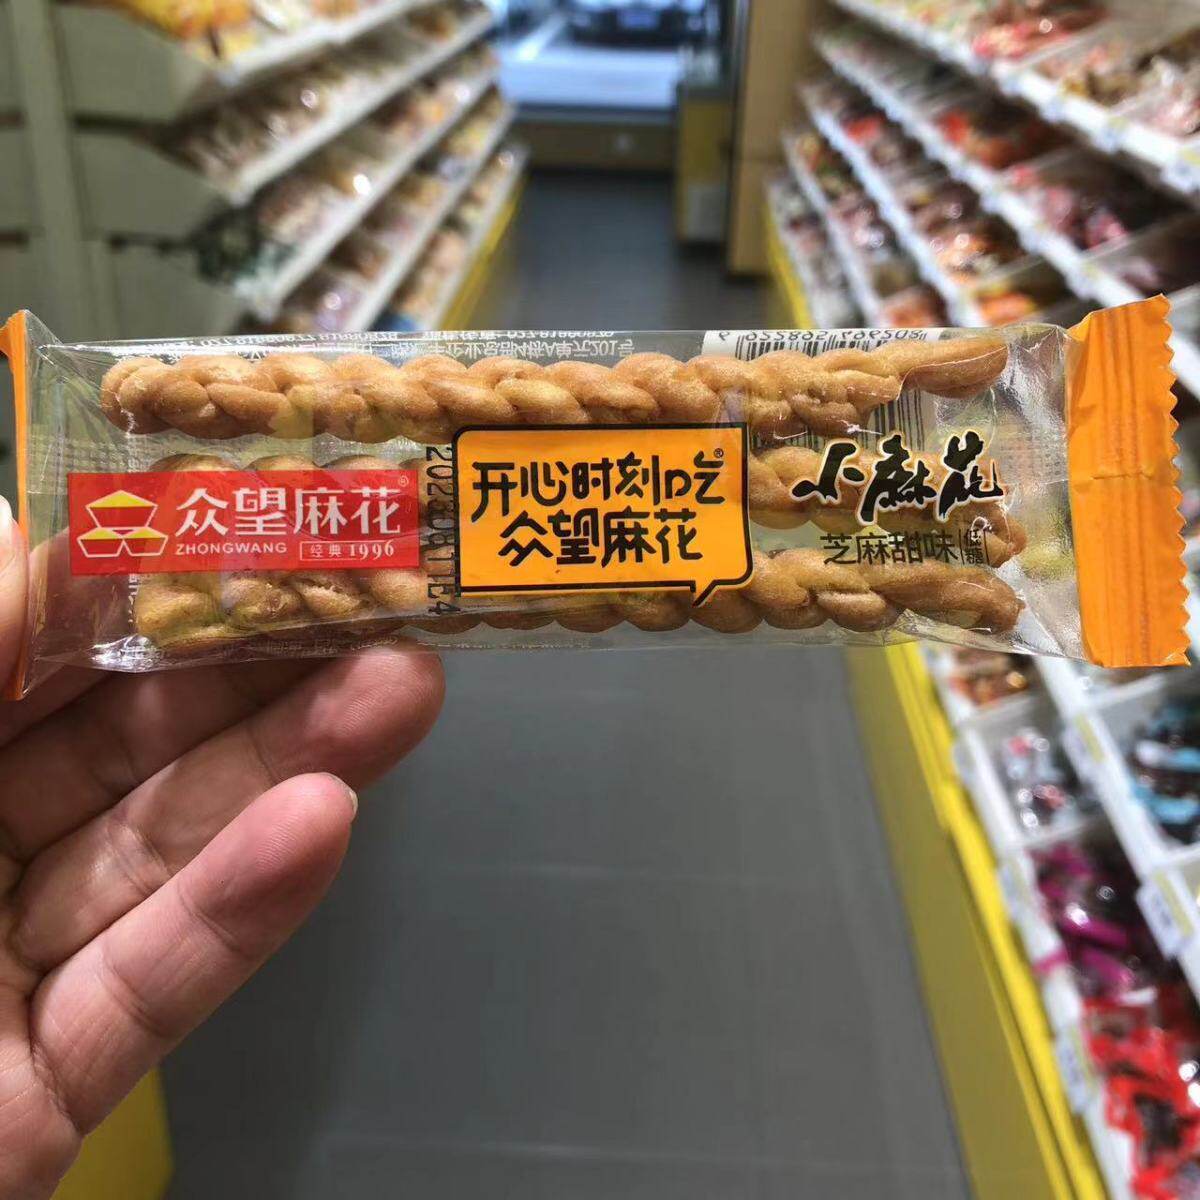 众望麻花®
ZHONGWANG
经典1996
202308171E4
开心时刻吃®
众望麻花
小麻花
芝麻甜味